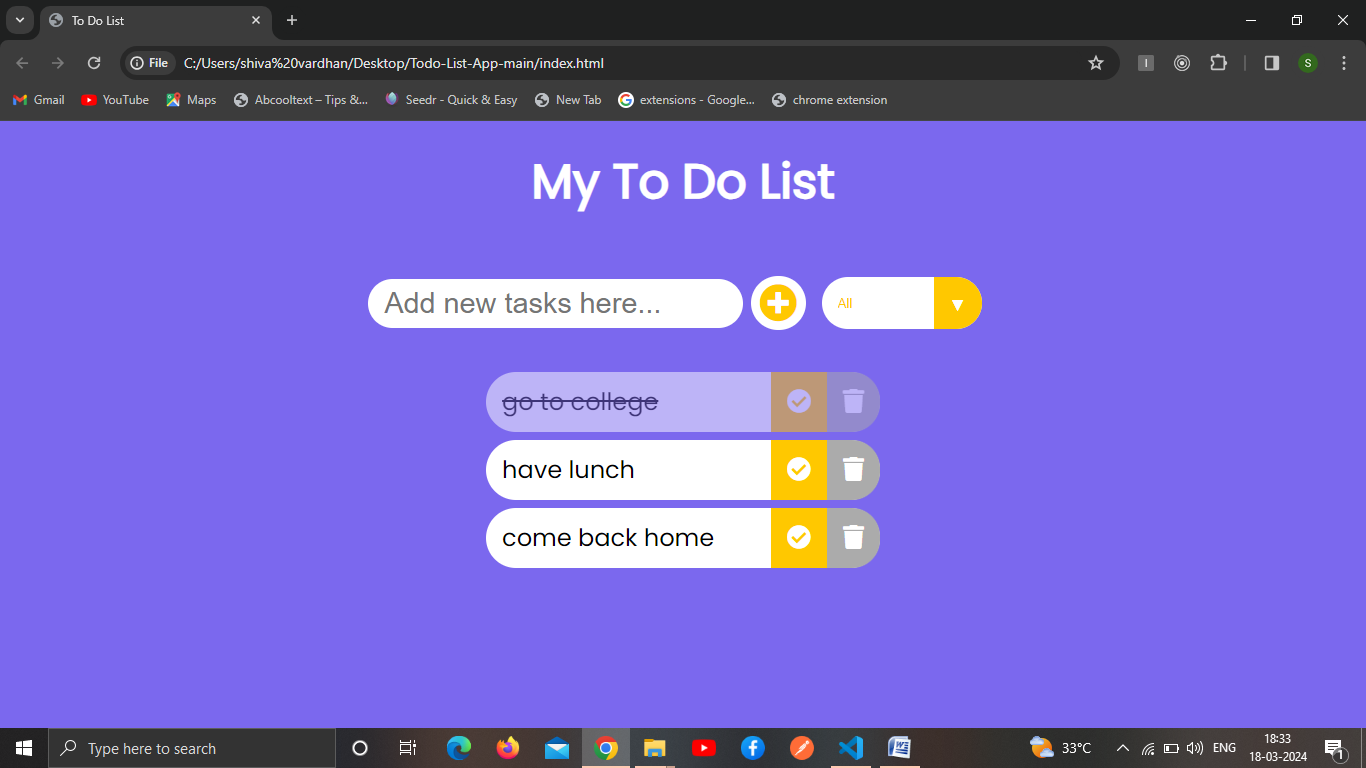 To Do List
File
C:/Users/shiva%20vardhan/Desktop/Todo-List-App-main/index.html
I
S
Gmail
YouTube
Maps
Abcooltext – Tips &...
Seedr - Quick & Easy
New Tab
extensions - Google...
chrome extension
My To Do List
Add new tasks here...
All
go to college
have lunch
come back home
Type here to search
33°C
ENG
18:33
18-03-2024
1